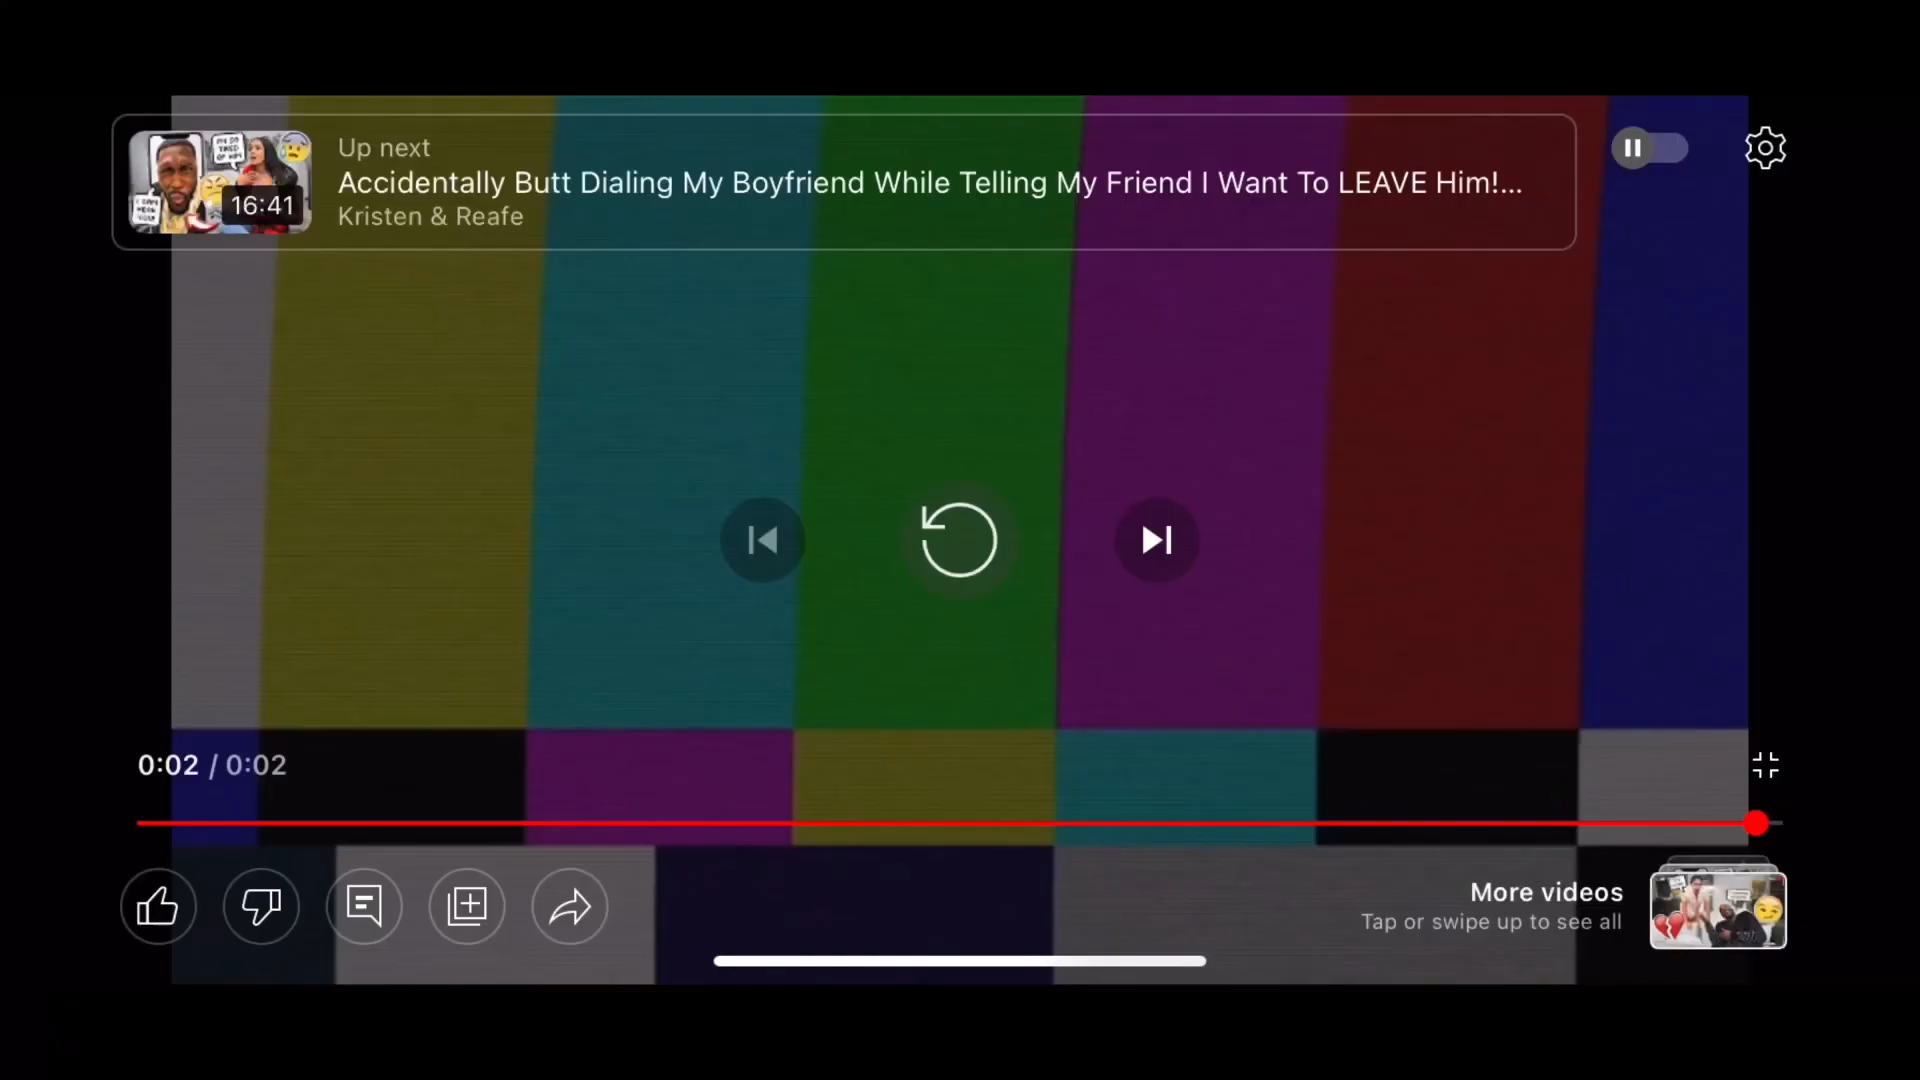 Up next
Accidentally Butt Dialing My Boyfriend While Telling My Friend I Want To LEAVE Him!...
Kristen & Reafe
16:41
0:02 / 0:02
More videos
Tap or swipe up to see all